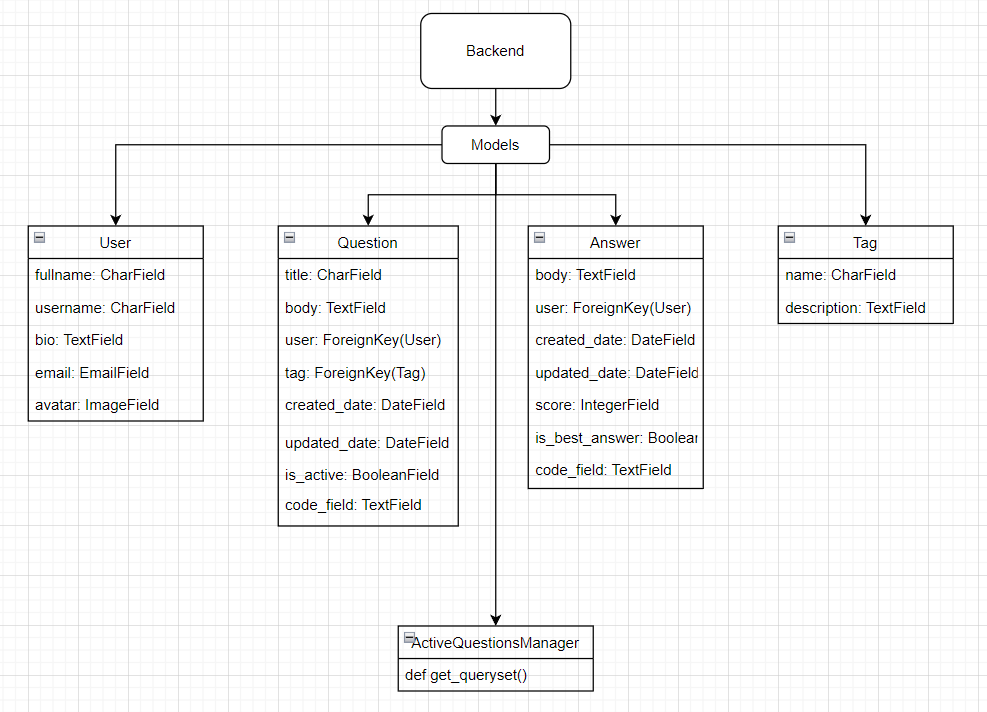 Backend
Models
User
fullname: CharField
username: CharField
bio: TextField
email: EmailField
avatar: ImageField
Question
title: CharField
body: TextField
user: ForeignKey(User)
tag: ForeignKey(Tag)
created_date: DateField
updated_date: DateField
is_active: BooleanField
code_field: TextField
Answer
body: TextField
user: ForeignKey(User)
created_date: DateField
updated_date: DateField
score: IntegerField
is_best_answer: Boolean
code_field: TextField
Tag
name: CharField
description: TextField
ActiveQuestionsManager
def get_queryset()